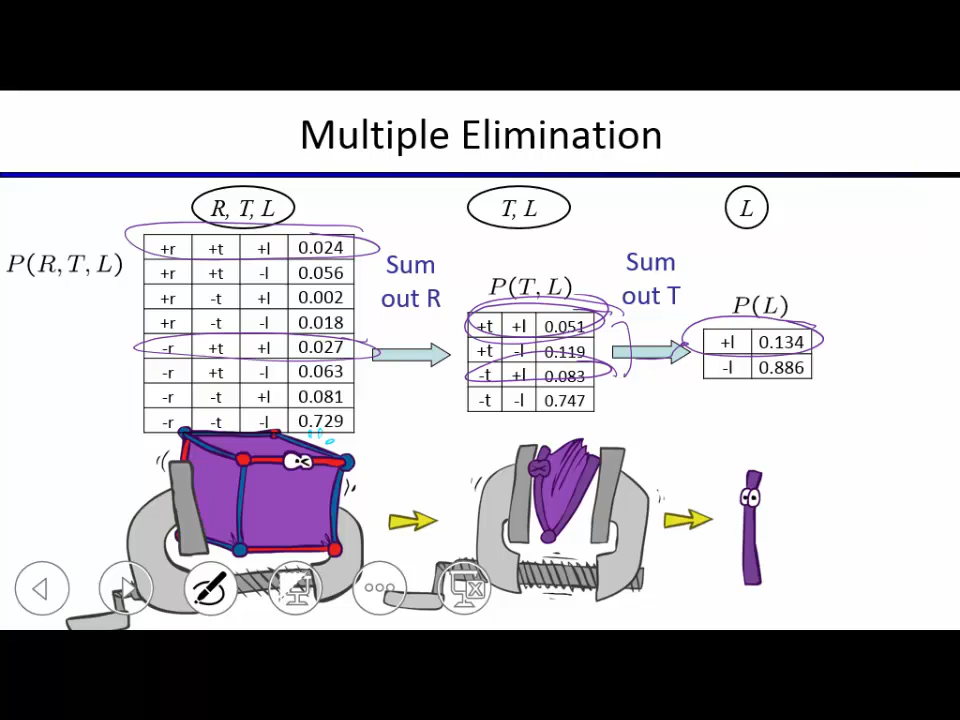 Multiple Elimination
R, T, L
T, L
L
P(R, T, L)
+r +t +l 0.024
+r +t -l 0.056
+r -t +l 0.002
+r -t -l 0.018
-r +t +l 0.027
-r +t -l 0.063
-r -t +l 0.081
-r -t -l 0.729
Sum
out R
P(T, L)
+t +l 0.051
+t -l 0.119
-t +l 0.083
-t -l 0.747
Sum
out T
P(L)
+l 0.134
-l 0.886